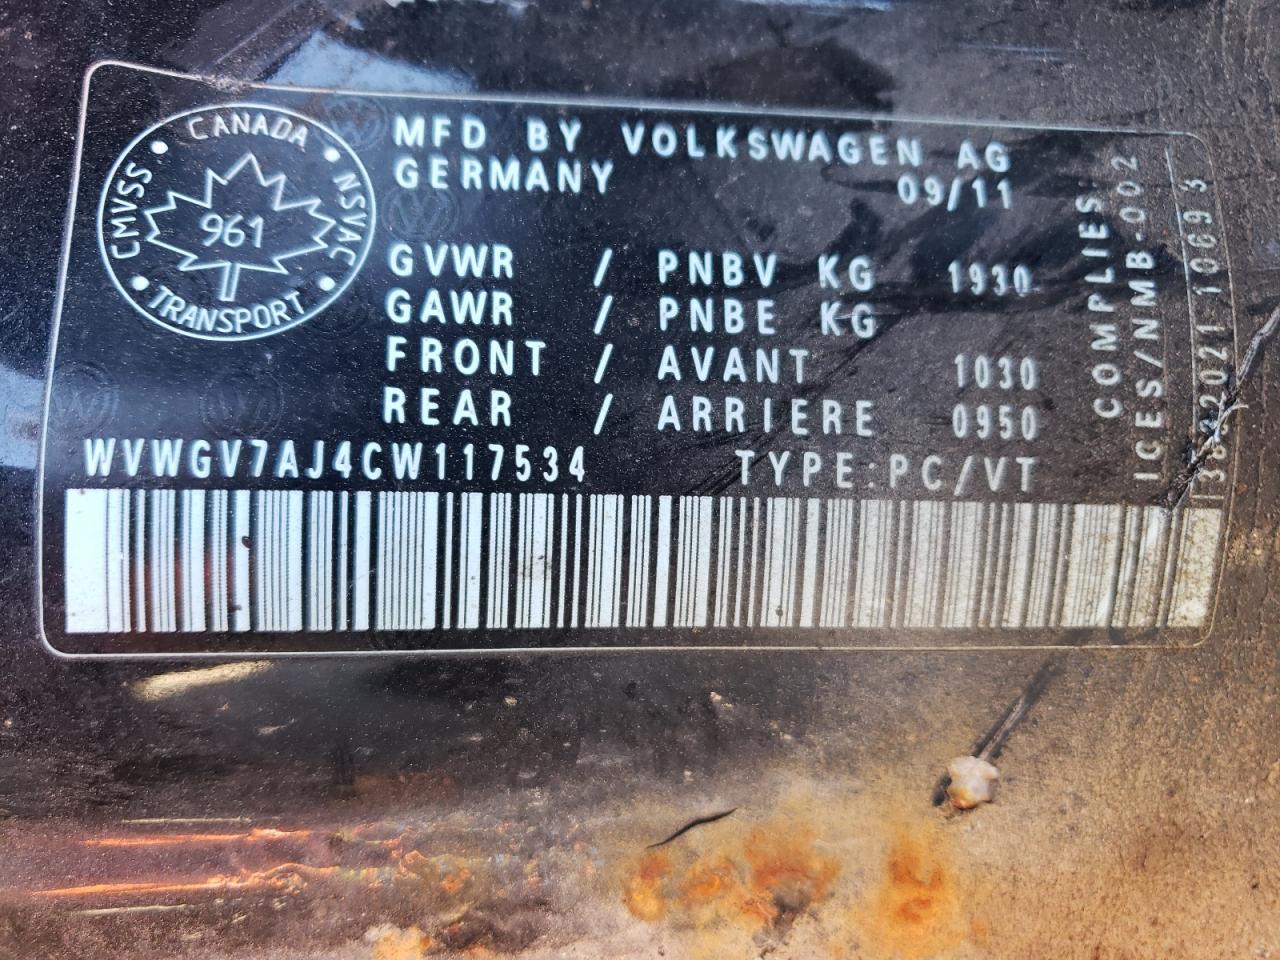 CANADA
CMVSS
NSVAC
961
TRANSPORT
MFD BY VOLKSWAGEN AG
GERMANY 09/11
GVWR / PNBV KG 1930
GAWR / PNBE KG
FRONT / AVANT 1030
REAR / ARRIERE 0950
WVWGV7AJ4CW117534 TYPE:PC/VT
COMPLIES:
ICES/NMB-002